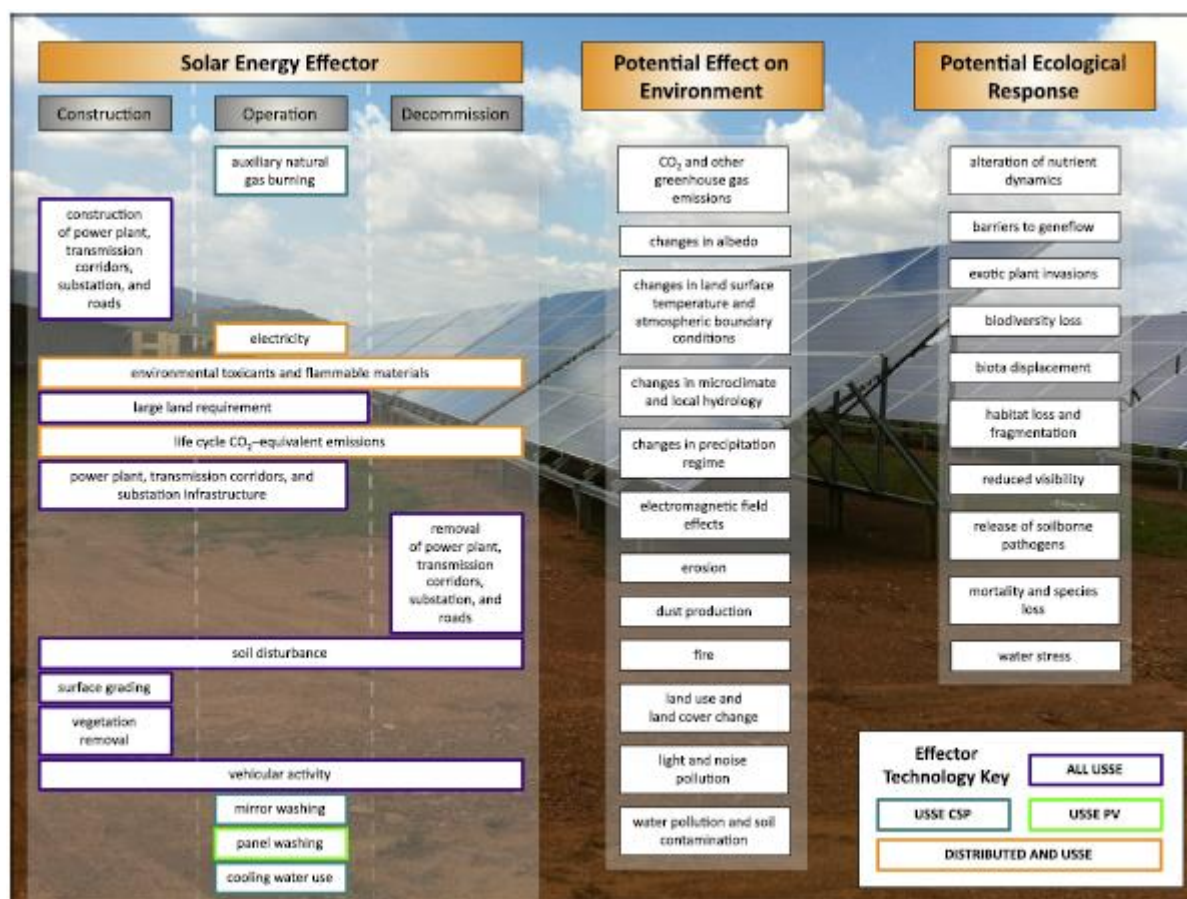 Solar Energy Effector
Construction
Operation
Decommission
auxiliary natural
gas burning
construction
of power plant,
transmission
corridors,
substation, and
roads
electricity
environmental toxicants and flammable materials
large land requirement
life cycle CO₂–equivalent emissions
power plant, transmission corridors, and
substation infrastructure
removal
of power plant,
transmission
corridors,
substation, and
roads
soil disturbance
surface grading
vegetation
removal
vehicular activity
mirror washing
panel washing
cooling water use
Potential Effect on
Environment
CO₂ and other
greenhouse gas
emissions
changes in albedo
changes in land surface
temperature and
atmospheric boundary
conditions
changes in microclimate
and local hydrology
changes in precipitation
regime
electromagnetic field
effects
erosion
dust production
fire
land use and
land cover change
light and noise
pollution
water pollution and soil
contamination
Potential Ecological
Response
alteration of nutrient
dynamics
barriers to geneflow
exotic plant invasions
biodiversity loss
biota displacement
habitat loss and
fragmentation
reduced visibility
release of soilborne
pathogens
mortality and species
loss
water stress
Effector
Technology Key
ALL USSE
USSE CSP
USSE PV
DISTRIBUTED AND USSE